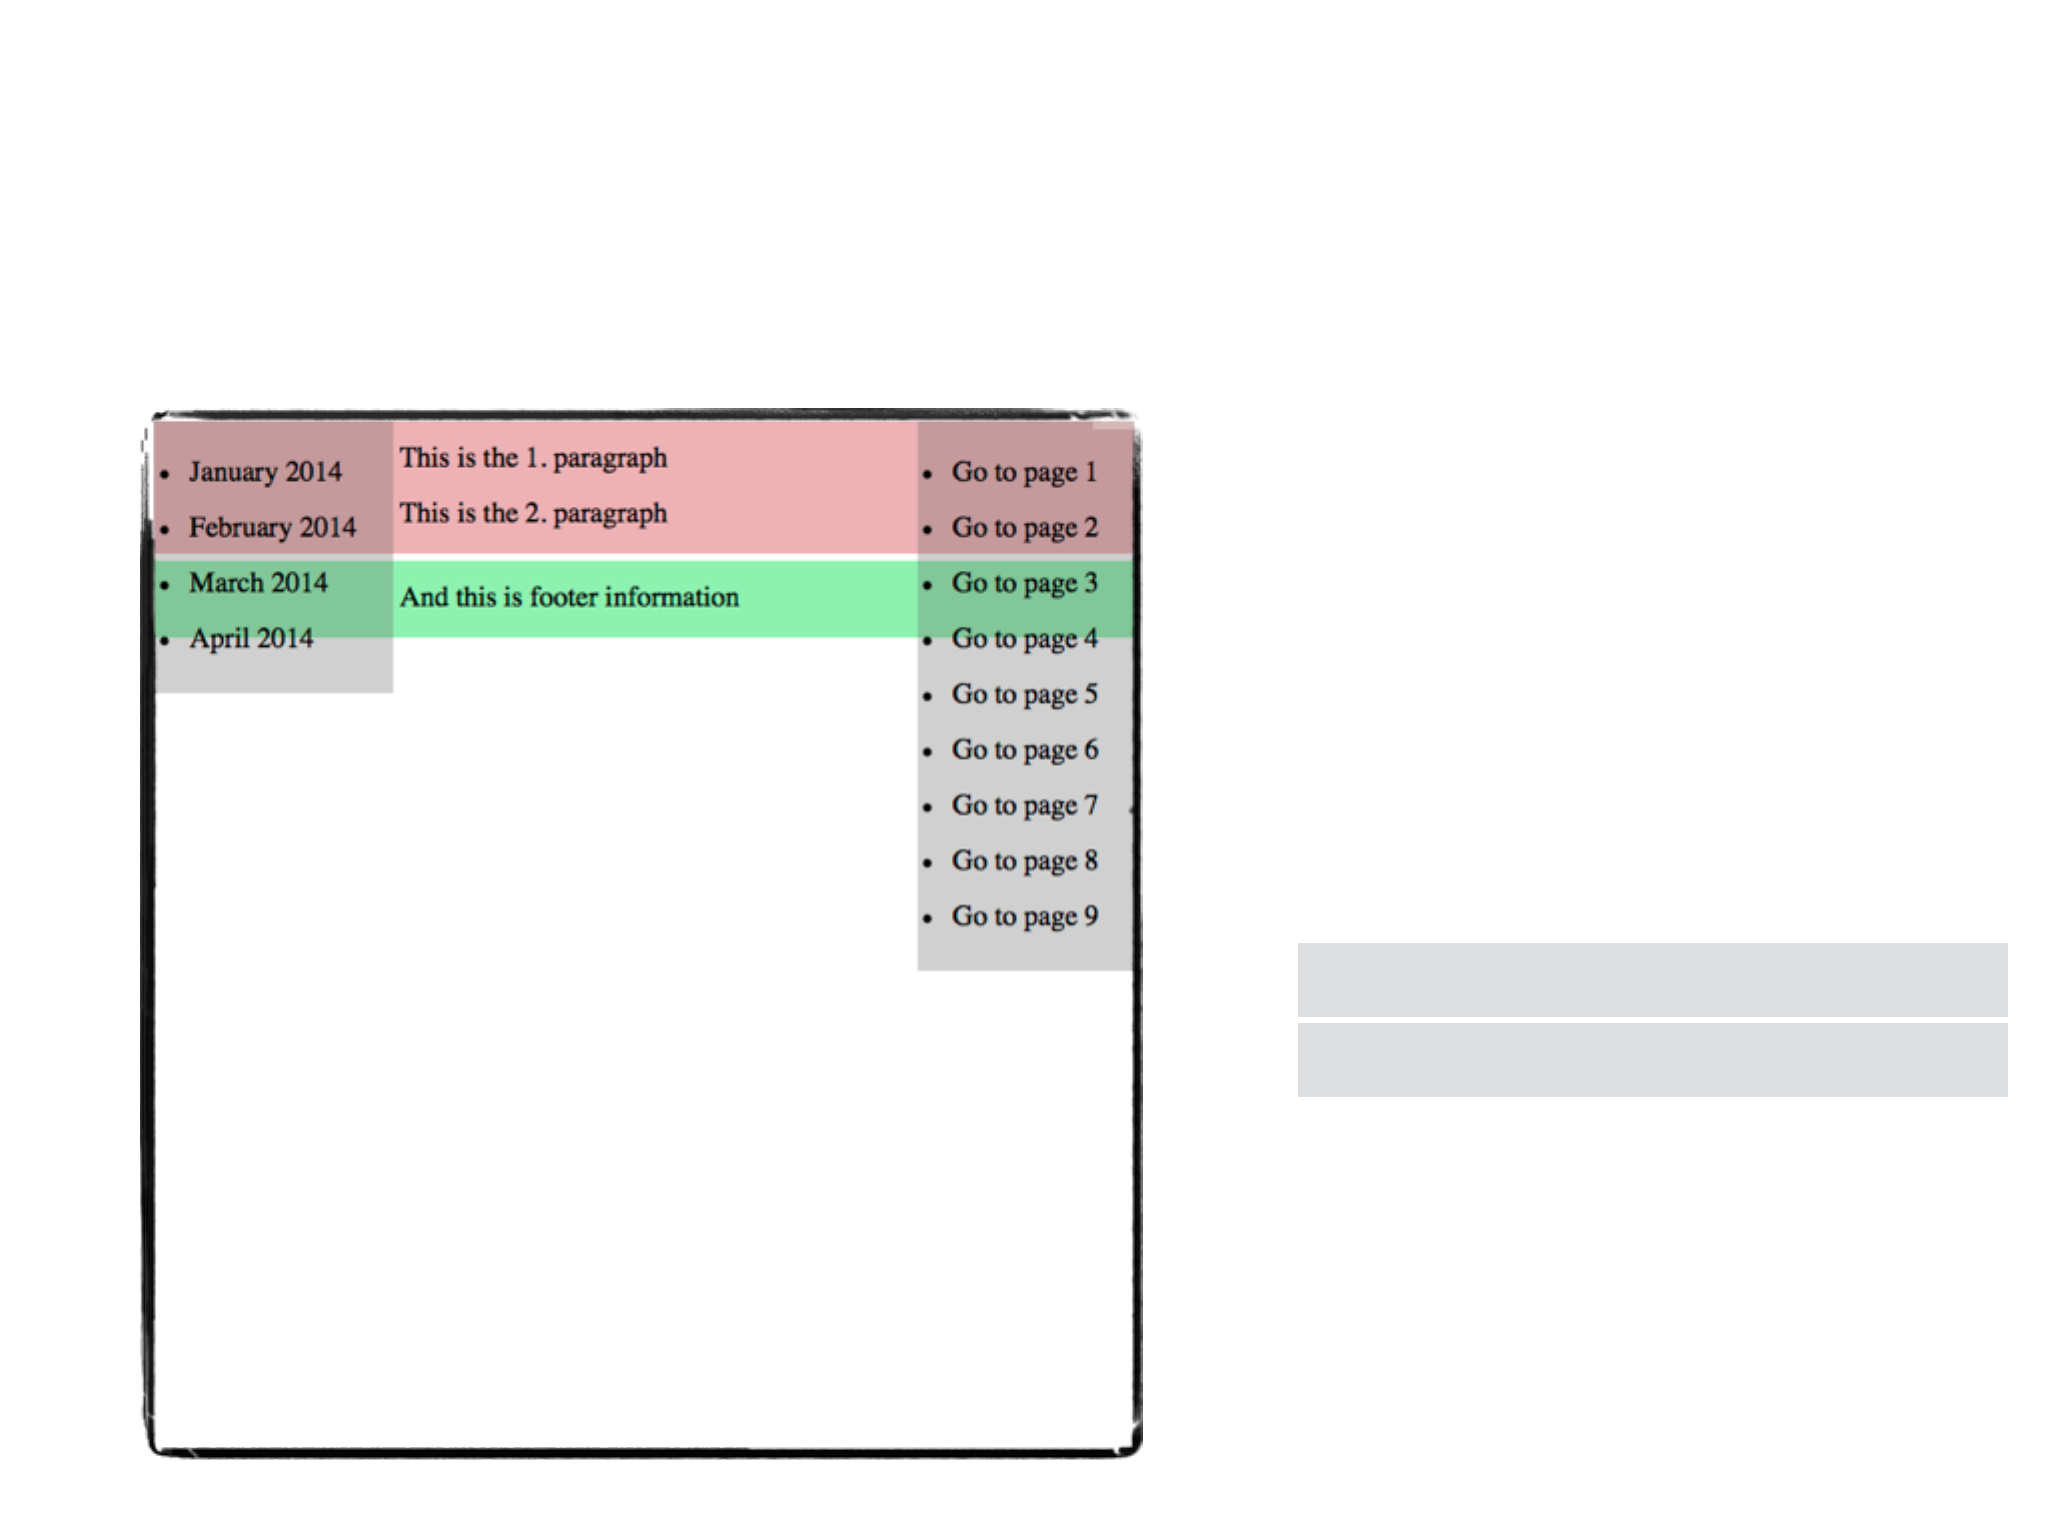 January 2014
February 2014
March 2014
April 2014
This is the 1. paragraph
This is the 2. paragraph
And this is footer information
Go to page 1
Go to page 2
Go to page 3
Go to page 4
Go to page 5
Go to page 6
Go to page 7
Go to page 8
Go to page 9